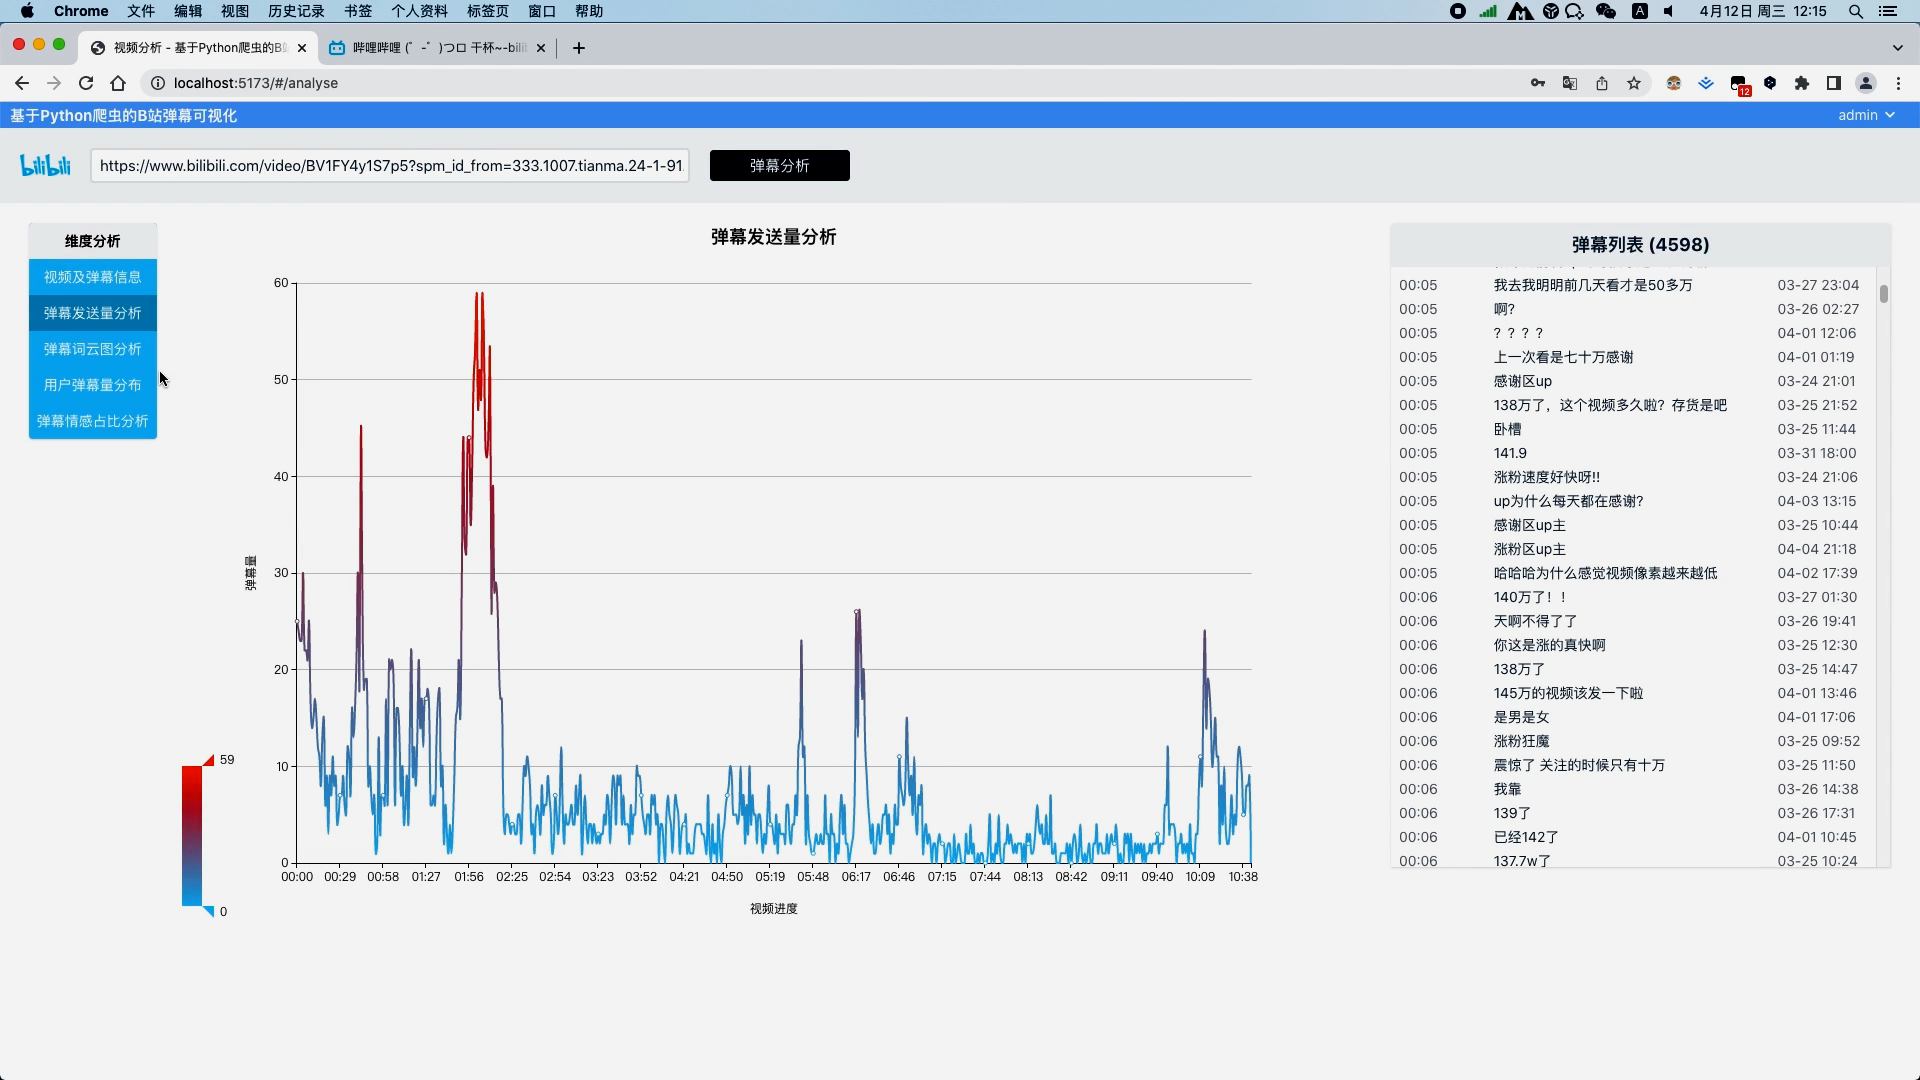 Chrome 文件 编辑 视图 历史记录 书签 个人资料 标签页 窗口 帮助 A 4月12日 周三 12:15
视频分析 - 基于Python爬虫的B站 哔哩哔哩 (゜-゜)つロ 干杯~-bili
localhost:5173/#/analyse 12
基于Python爬虫的B站弹幕可视化 admin
bilibili https://www.bilibili.com/video/BV1FY4y1S7p5?spm_id_from=333.1007.tianma.24-1-91. 弹幕分析
维度分析
视频及弹幕信息
弹幕发送量分析
弹幕词云图分析
用户弹幕量分布
弹幕情感占比分析
弹幕发送量分析
60
50
40
30
20
10
0
弹幕量
59
0
00:00 00:29 00:58 01:27 01:56 02:25 02:54 03:23 03:52 04:21 04:50 05:19 05:48 06:17 06:46 07:15 07:44 08:13 08:42 09:11 09:40 10:09 10:38
视频进度
弹幕列表 (4598)
00:05 我去我明明前几天看才是50多万 03-27 23:04
00:05 啊? 03-26 02:27
00:05 ？？？？ 04-01 12:06
00:05 上一次看是七十万感谢 04-01 01:19
00:05 感谢区up 03-24 21:01
00:05 138万了，这个视频多久啦？存货是吧 03-25 21:52
00:05 卧槽 03-25 11:44
00:05 141.9 03-31 18:00
00:05 涨粉速度好快呀!! 03-24 21:06
00:05 up为什么每天都在感谢? 04-03 13:15
00:05 感谢区up主 03-25 10:44
00:05 涨粉区up主 04-04 21:18
00:05 哈哈哈为什么感觉视频像素越来越低 04-02 17:39
00:06 140万了！！ 03-27 01:30
00:06 天啊不得了了 03-26 19:41
00:06 你这是涨的真快啊 03-25 12:30
00:06 138万了 03-25 14:47
00:06 145万的视频该发一下啦 04-01 13:46
00:06 是男是女 04-01 17:06
00:06 涨粉狂魔 03-25 09:52
00:06 震惊了 关注的时候只有十万 03-25 11:50
00:06 我靠 03-26 14:38
00:06 139了 03-26 17:31
00:06 已经142了 04-01 10:45
00:06 137.7w了 03-25 10:24